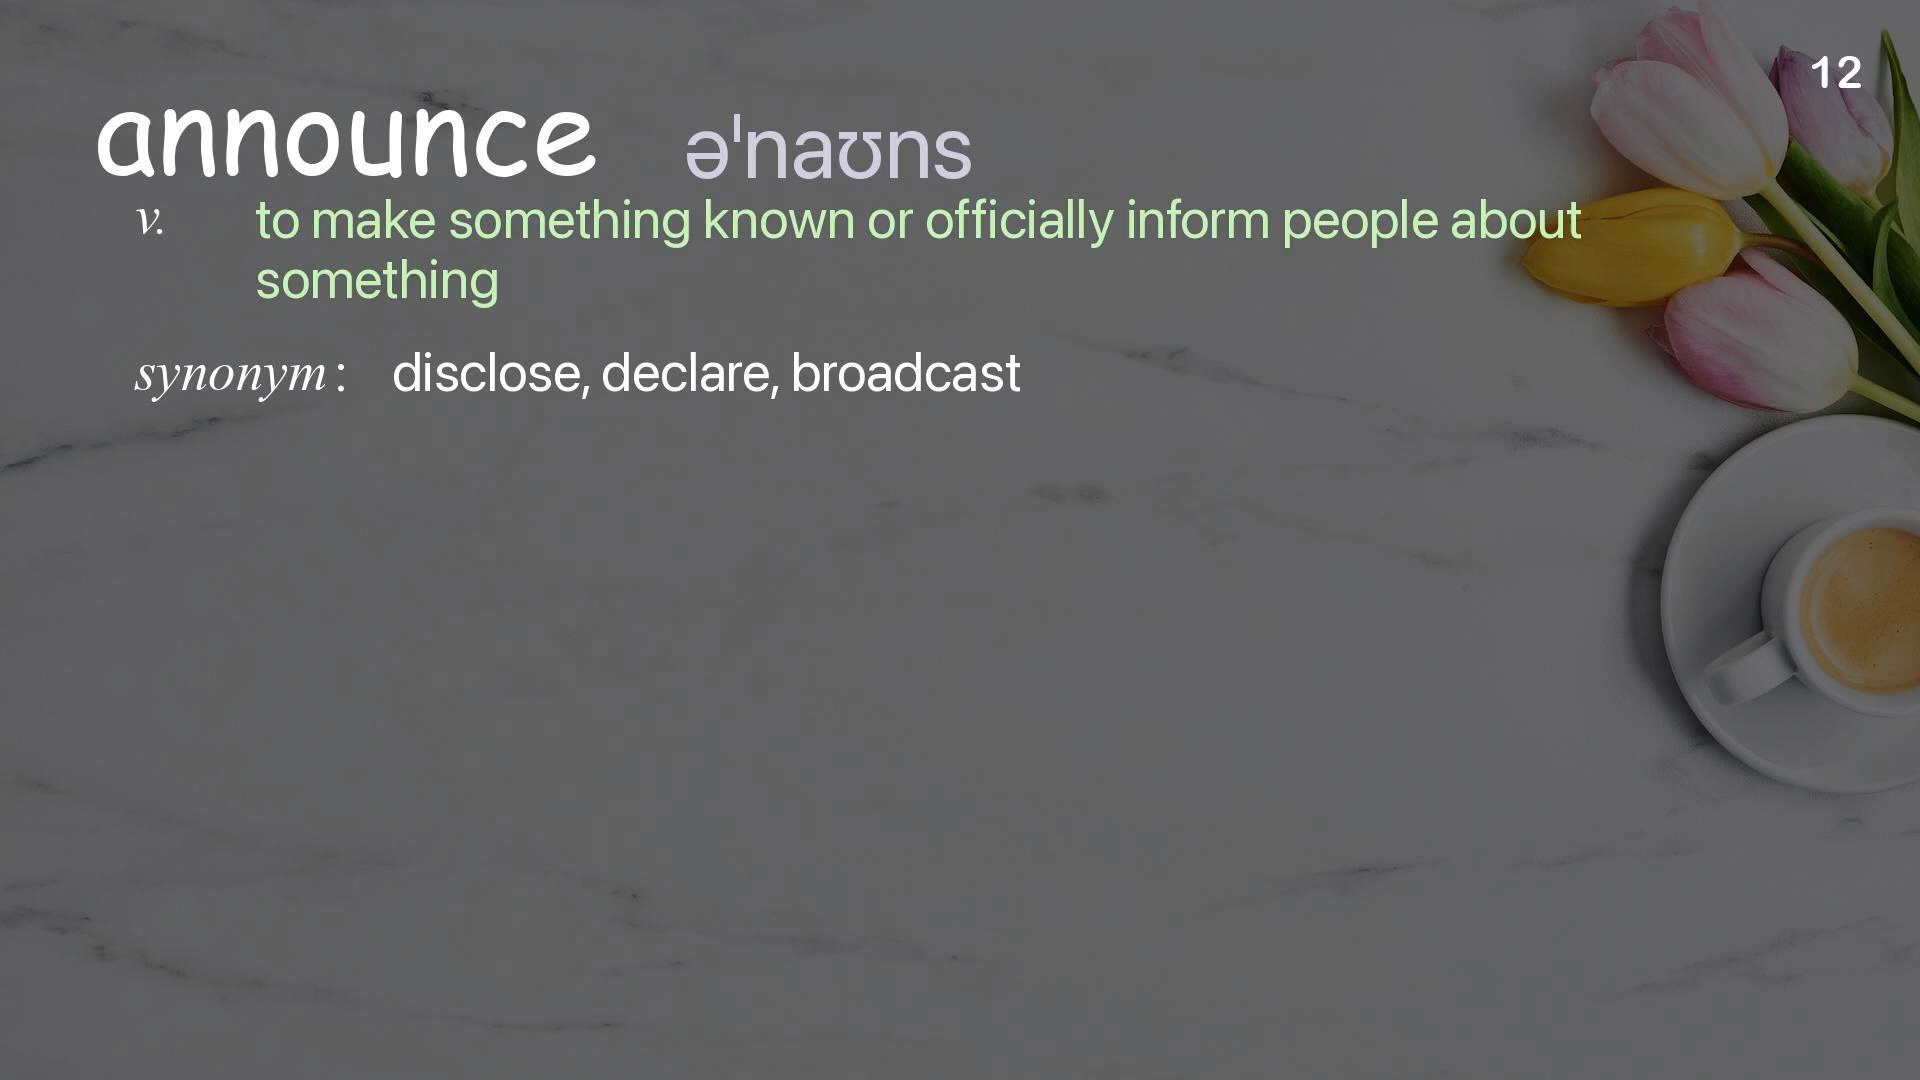 12
announce əˈnaʊns
v. to make something known or officially inform people about
something
synonym : disclose, declare, broadcast